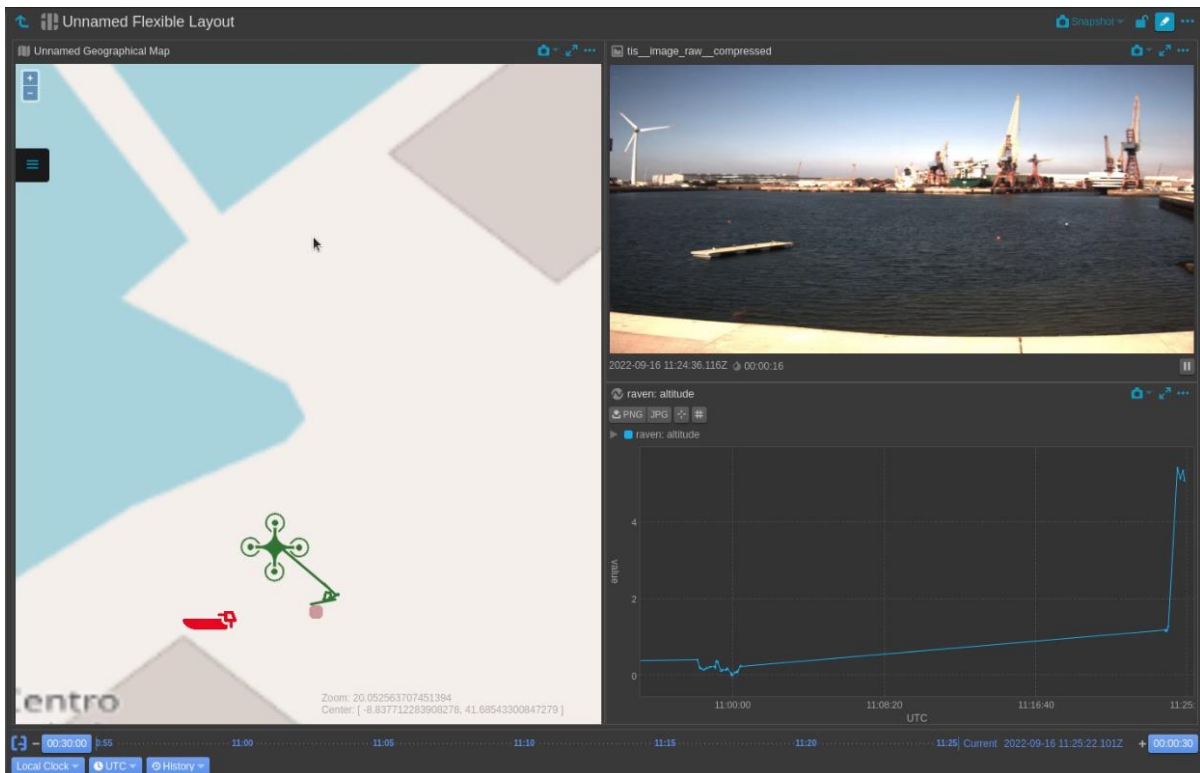 Unnamed Flexible Layout
Snapshot
Unnamed Geographical Map
tis__image_raw__compressed
Zoom: 20.052563707451394
Center: [ -8.837712283908278, 41.68543300847279 ]
2022-09-16 11:24:36.116Z 00:00:16
raven: altitude
PNG JPG
raven: altitude
value
4
2
0
11:00:00 11:08:20 11:16:40 11:25
UTC
00:30:00 11:00 11:05 11:10 11:15 11:20 11:25 Current 2022-09-16 11:25:22.101Z + 00:00:30
Local Clock UTC History